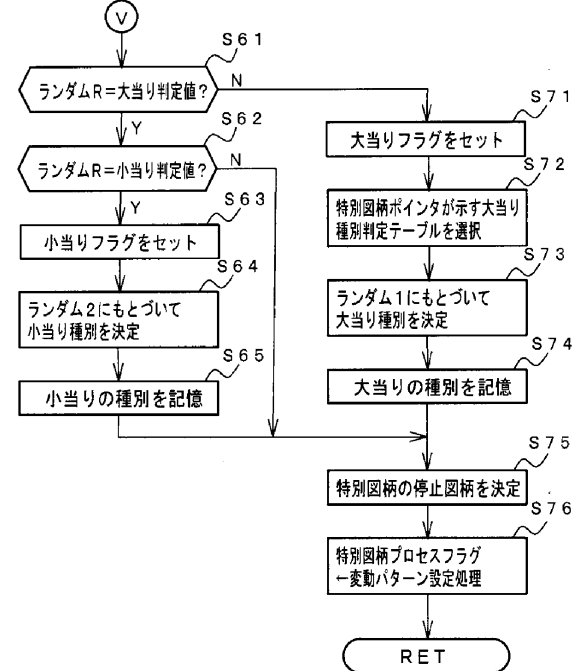 V
S61
ランダムR=大当り判定値?
N
Y
S62
ランダムR=小当り判定値?
N
Y
S63
小当りフラグをセット
S64
ランダム2にもとづいて
小当り種別を決定
S65
小当りの種別を記憶
S71
大当りフラグをセット
S72
特別図柄ポインタが示す大当り
種別判定テーブルを選択
S73
ランダム1にもとづいて
大当り種別を決定
S74
大当りの種別を記憶
S75
特別図柄の停止図柄を決定
S76
特別図柄プロセスフラグ
←変動パターン設定処理
RET